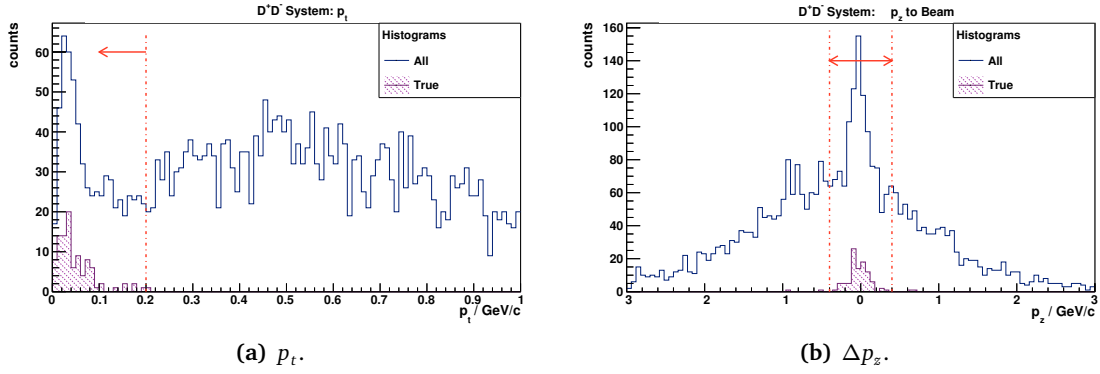 D⁺D⁻ System: p_t
counts
60
50
40
30
20
10
0
0 0.1 0.2 0.3 0.4 0.5 0.6 0.7 0.8 0.9 1
p_t / GeV/c
Histograms
All
True
(a) p_t.
D⁺D⁻ System: p_z to Beam
counts
160
140
120
100
80
60
40
20
0
3 2 1 0 1 2 3
p_z / GeV/c
Histograms
All
True
(b) Δp_z.